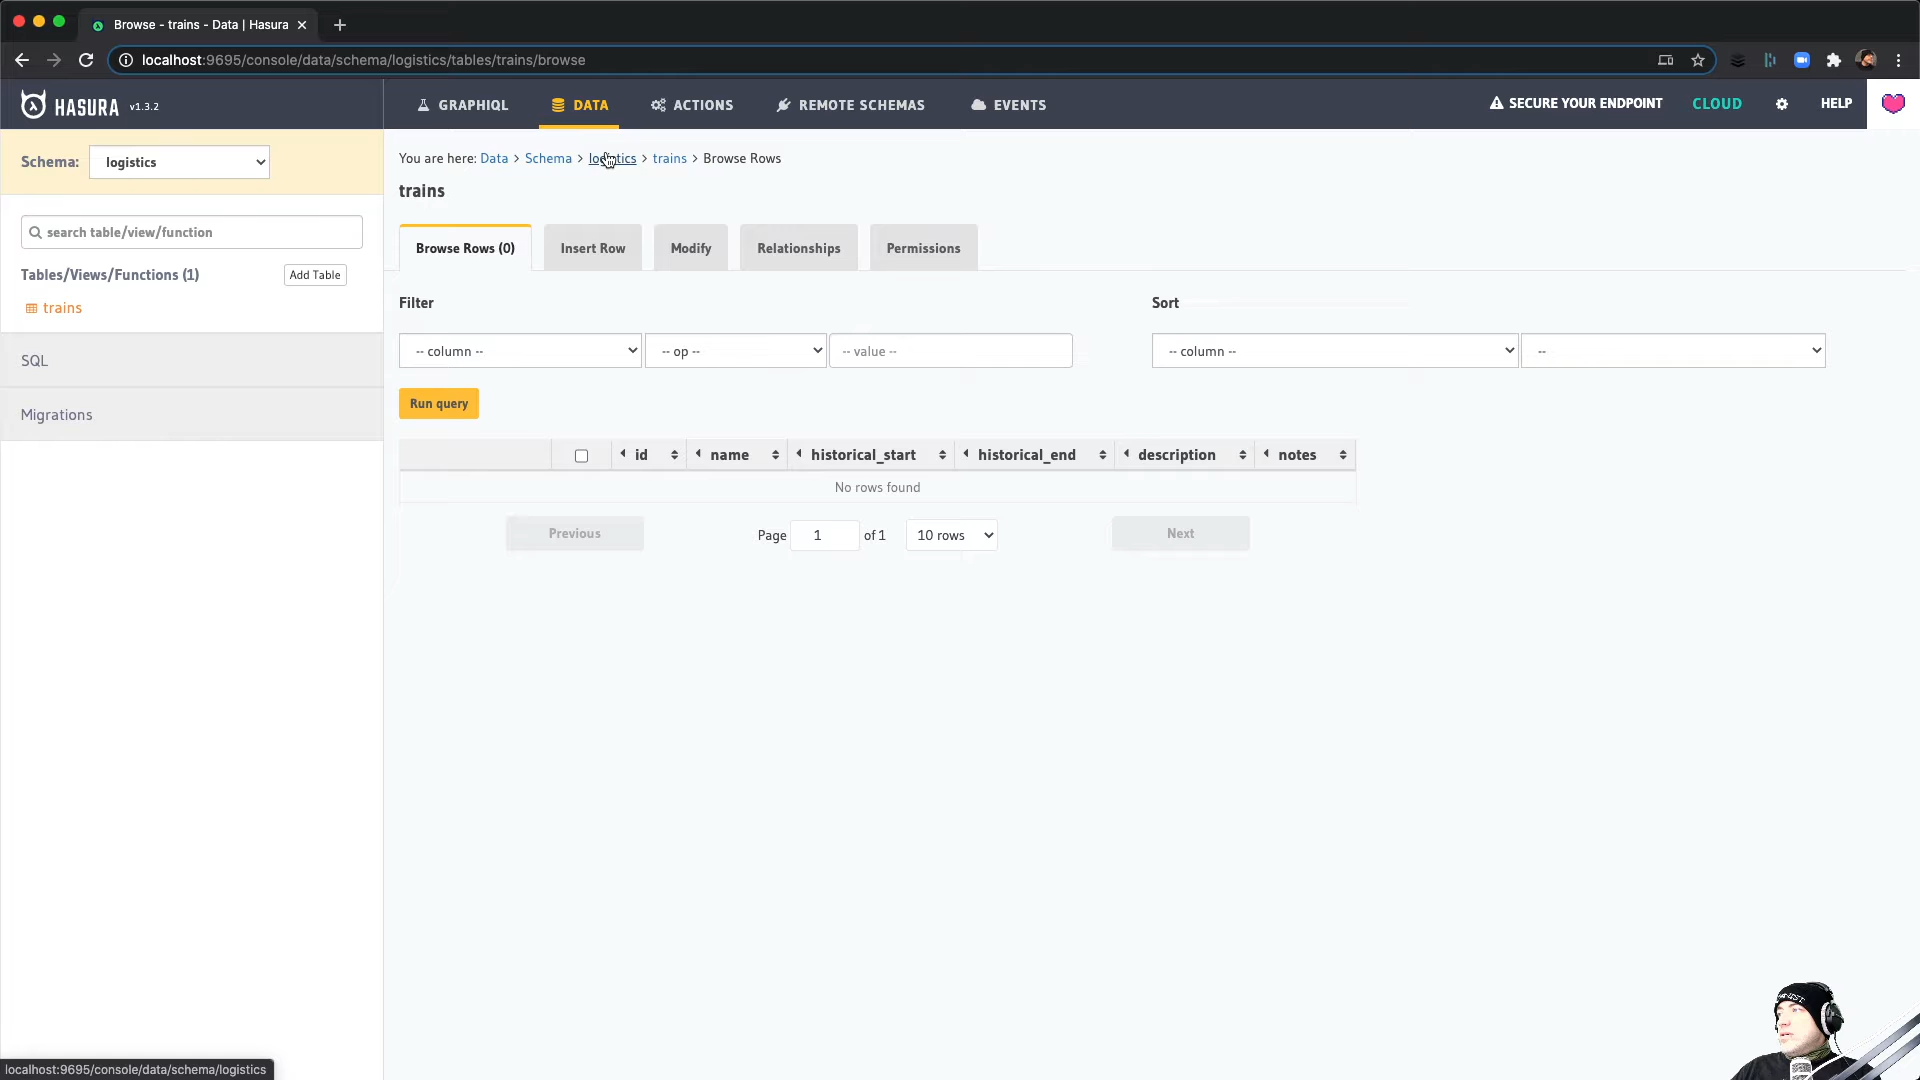 Browse - trains - Data | Hasura
localhost:9695/console/data/schema/logistics/tables/trains/browse
HASURA v1.3.2
GRAPHIQL
DATA
ACTIONS
REMOTE SCHEMAS
EVENTS
SECURE YOUR ENDPOINT
CLOUD
HELP
Schema: logistics
You are here: Data > Schema > logistics > trains > Browse Rows
trains
search table/view/function
Browse Rows (0)
Insert Row
Modify
Relationships
Permissions
Tables/Views/Functions (1)
Add Table
trains
SQL
Migrations
Filter
Sort
-- column --
-- op --
-- value --
-- column --
--
Run query
id
name
historical_start
historical_end
description
notes
No rows found
Previous
Page 1 of 1
10 rows
Next
localhost:9695/console/data/schema/logistics